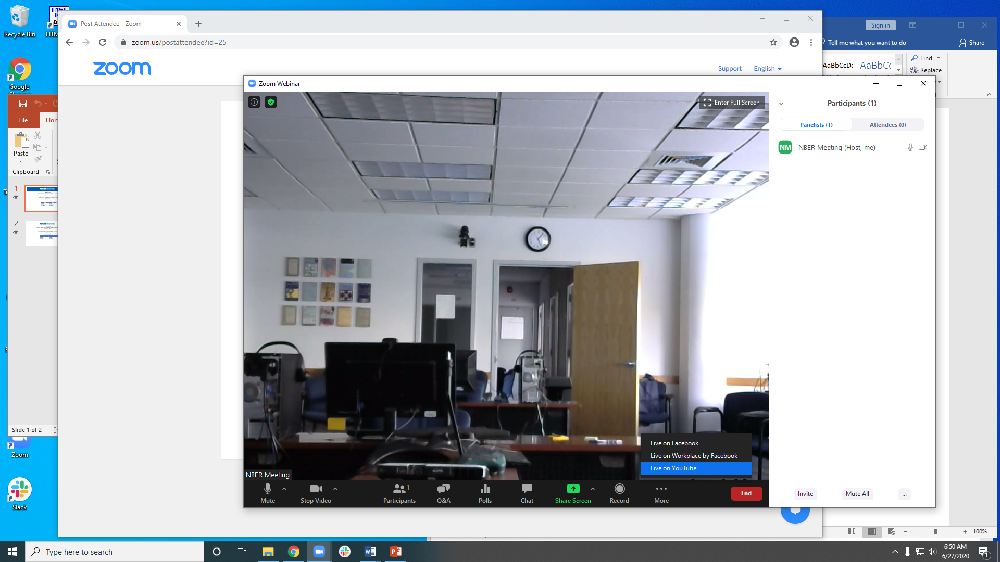 Recycle Bin
HTM
Google
Chrome
Zoom
Slack
File
Hom
Paste
Clipboard
1
2
Slide 1 of 2
Post Attendee - Zoom
zoom.us/postattendee?id=25
zoom
Support
English
Sign in
Tell me what you want to do
Share
AaBbCcDc
AaBbCc
Find
Replace
Zoom Webinar
Enter Full Screen
Participants (1)
Panelists (1)
Attendees (0)
NM
NBER Meeting (Host, me)
Live on Facebook
Live on Workplace by Facebook
Live on YouTube
NBER Meeting
Mute
Stop Video
1
Participants
Q&A
Polls
Chat
Share Screen
Record
More
End
Invite
Mute All
...
100%
Type here to search
6:50 AM
6/27/2020
1